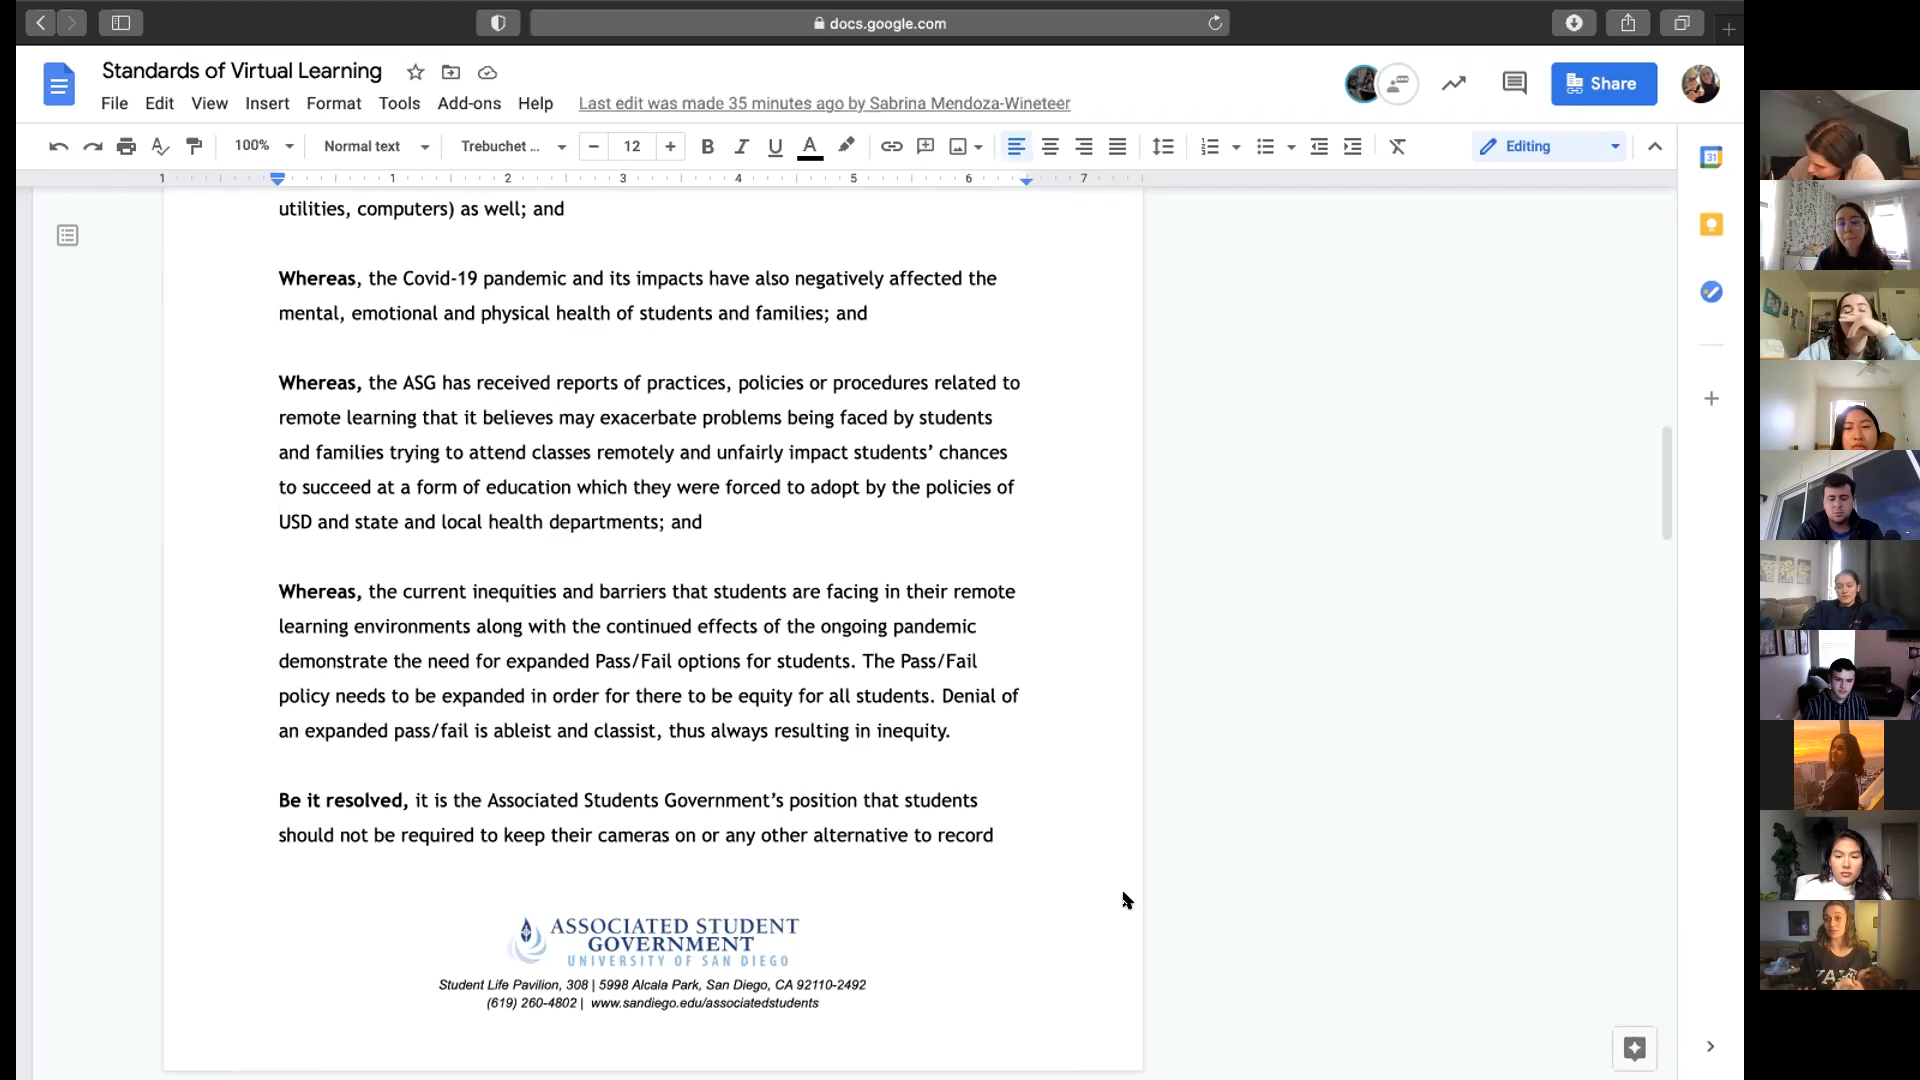 docs.google.com
Standards of Virtual Learning
File Edit View Insert Format Tools Add-ons Help Last edit was made 35 minutes ago by Sabrina Mendoza-Wineteer
Share
100% Normal text Trebuchet ... 12 B I U A Editing
1 1 2 3 4 5 6 7
31
utilities, computers) as well; and
Whereas, the Covid-19 pandemic and its impacts have also negatively affected the
mental, emotional and physical health of students and families; and
Whereas, the ASG has received reports of practices, policies or procedures related to
remote learning that it believes may exacerbate problems being faced by students
and families trying to attend classes remotely and unfairly impact students’ chances
to succeed at a form of education which they were forced to adopt by the policies of
USD and state and local health departments; and
Whereas, the current inequities and barriers that students are facing in their remote
learning environments along with the continued effects of the ongoing pandemic
demonstrate the need for expanded Pass/Fail options for students. The Pass/Fail
policy needs to be expanded in order for there to be equity for all students. Denial of
an expanded pass/fail is ableist and classist, thus always resulting in inequity.
Be it resolved, it is the Associated Students Government’s position that students
should not be required to keep their cameras on or any other alternative to record
ASSOCIATED STUDENT
GOVERNMENT
UNIVERSITY OF SAN DIEGO
Student Life Pavilion, 308 | 5998 Alcala Park, San Diego, CA 92110-2492
(619) 260-4802 | www.sandiego.edu/associatedstudents